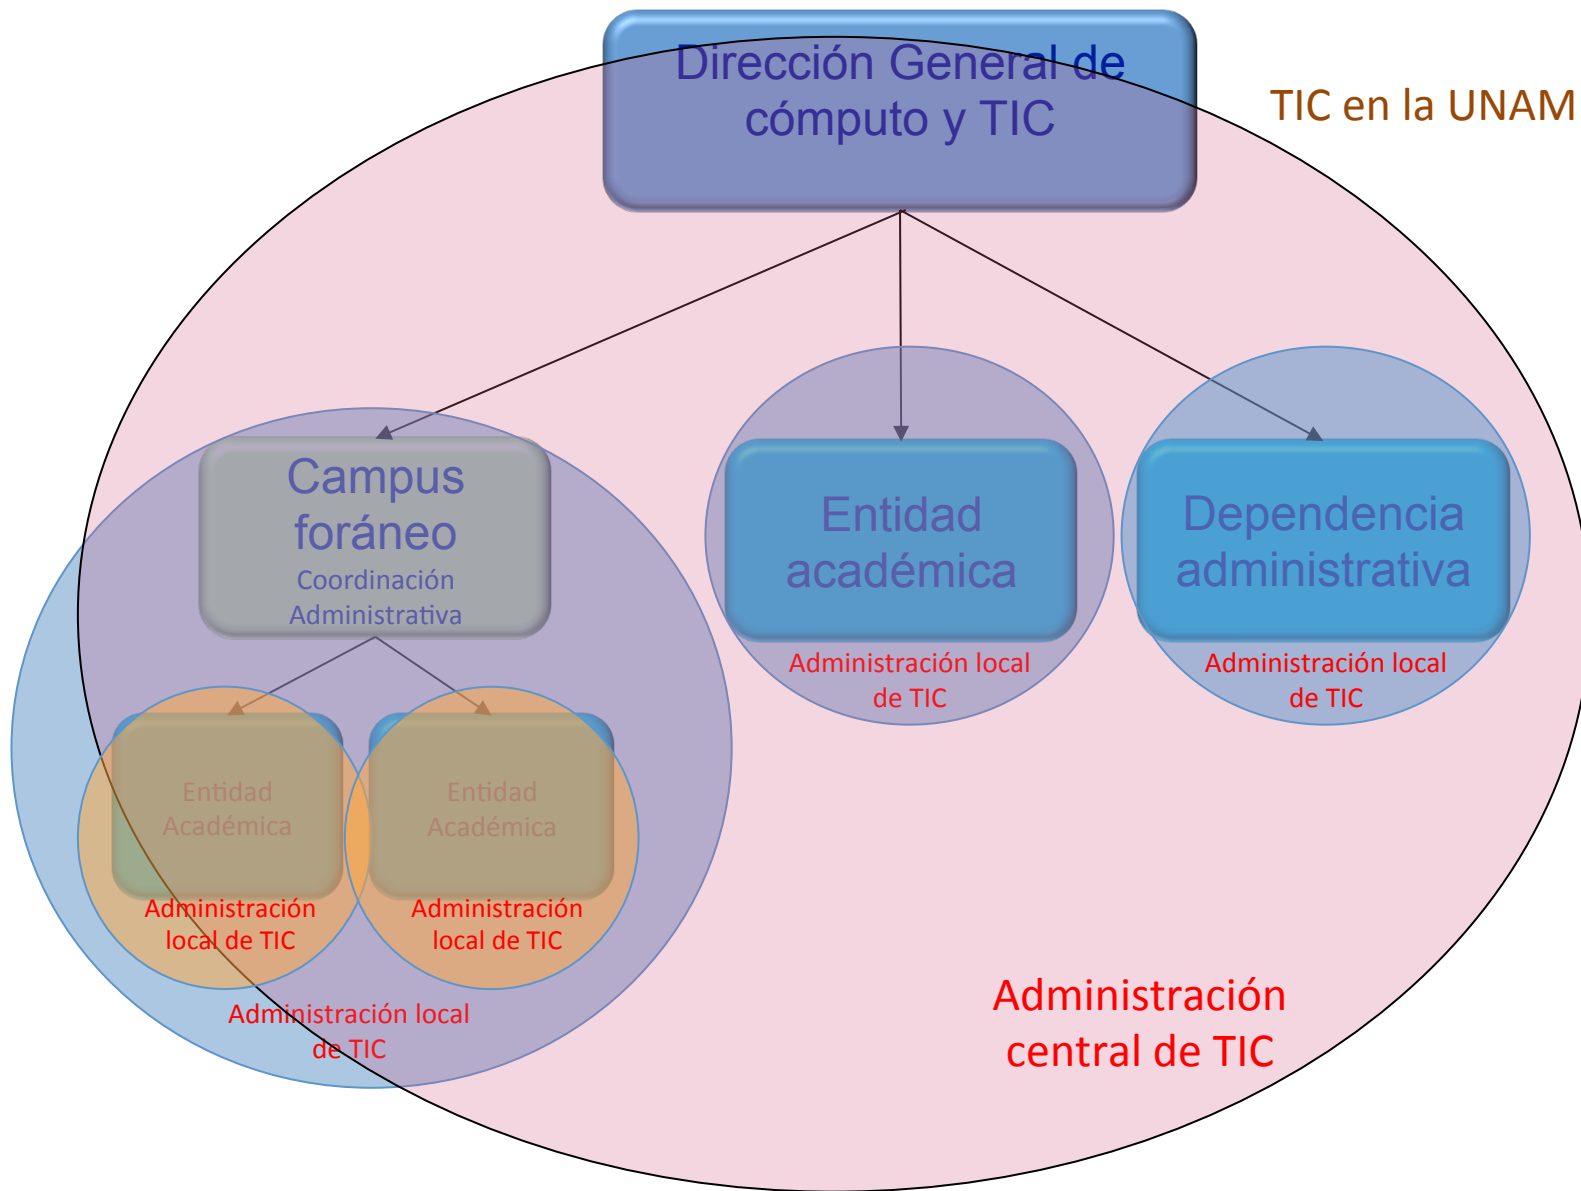 Dirección General de
cómputo y TIC
TIC en la UNAM
Campus
foráneo
Coordinación
Administrativa
Entidad
académica
Dependencia
administrativa
Administración local
de TIC
Administración local
de TIC
Entidad
Académica
Entidad
Académica
Administración
local de TIC
Administración
local de TIC
Administración local
de TIC
Administración
central de TIC